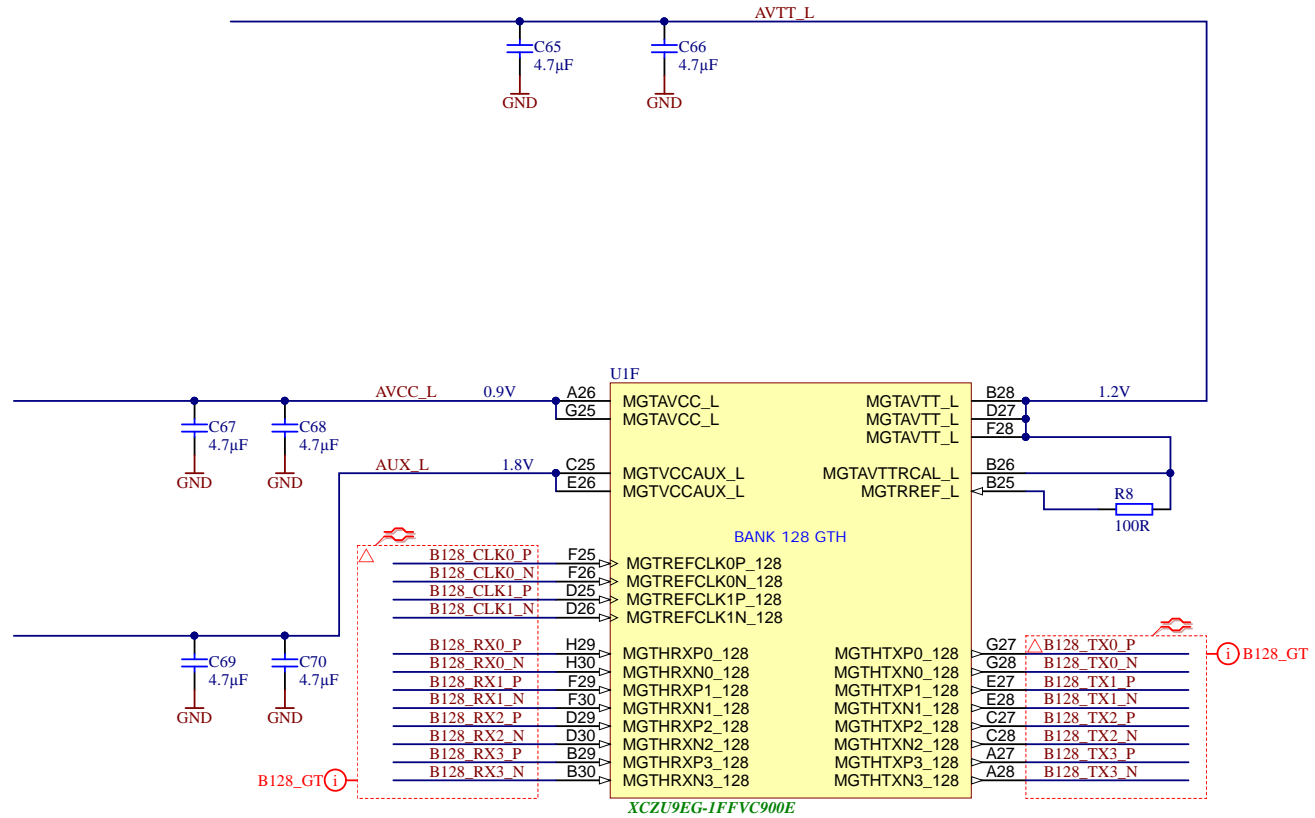 AVTT_L
C65
4.7µF
GND
C66
4.7µF
GND
U1F
AVCC_L 0.9V A26 MGTAVCC_L
G25 MGTAVCC_L
C67
4.7µF
GND
C68
4.7µF
GND
AUX_L 1.8V C25 MGTVCCAUX_L
E26 MGTVCCAUX_L
MGTAVTT_L B28 1.2V
MGTAVTT_L D27
MGTAVTT_L F28
MGTAVTTRCAL_L B26
MGTRREF_L B25
R8
100R
BANK 128 GTH
B128_CLK0_P F25 MGTREFCLK0P_128
B128_CLK0_N F26 MGTREFCLK0N_128
B128_CLK1_P D25 MGTREFCLK1P_128
B128_CLK1_N D26 MGTREFCLK1N_128
C69
4.7µF
GND
C70
4.7µF
GND
B128_RX0_P H29 MGTHRXP0_128
B128_RX0_N H30 MGTHRXN0_128
B128_RX1_P F29 MGTHRXP1_128
B128_RX1_N F30 MGTHRXN1_128
B128_RX2_P D29 MGTHRXP2_128
B128_RX2_N D30 MGTHRXN2_128
B128_RX3_P B29 MGTHRXP3_128
B128_RX3_N B30 MGTHRXN3_128
B128_GT i
MGTHTXP0_128 G27 B128_TX0_P
MGTHTXN0_128 G28 B128_TX0_N
MGTHTXP1_128 E27 B128_TX1_P
MGTHTXN1_128 E28 B128_TX1_N
MGTHTXP2_128 C27 B128_TX2_P
MGTHTXN2_128 C28 B128_TX2_N
MGTHTXP3_128 A27 B128_TX3_P
MGTHTXN3_128 A28 B128_TX3_N
i B128_GT
XCZU9EG-1FFVC900E